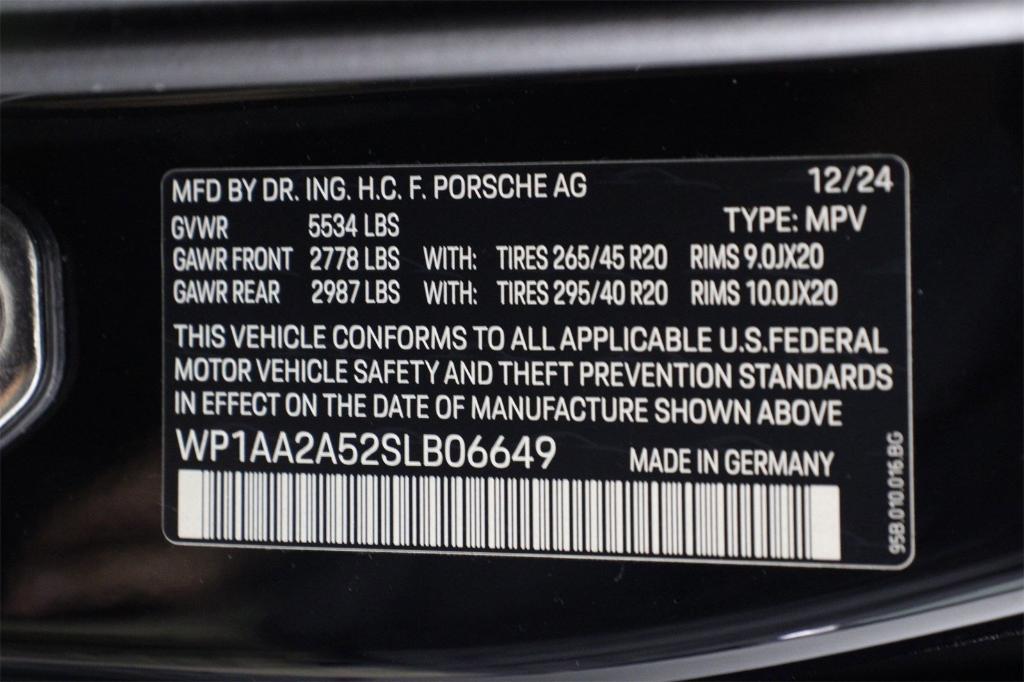 MFD BY DR. ING. H.C. F. PORSCHE AG 12/24
GVWR 5534 LBS TYPE: MPV
GAWR FRONT 2778 LBS WITH: TIRES 265/45 R20 RIMS 9.0JX20
GAWR REAR 2987 LBS WITH: TIRES 295/40 R20 RIMS 10.0JX20
THIS VEHICLE CONFORMS TO ALL APPLICABLE U.S.FEDERAL
MOTOR VEHICLE SAFETY AND THEFT PREVENTION STANDARDS
IN EFFECT ON THE DATE OF MANUFACTURE SHOWN ABOVE
WP1AA2A52SLB06649 MADE IN GERMANY
95B.010.016.BG